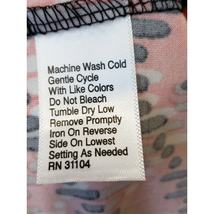 Machine Wash Cold
Gentle Cycle
With Like Colors
Do Not Bleach
Tumble Dry Low
Remove Promptly
Iron On Reverse
Side On Lowest
Setting As Needed
RN 31104